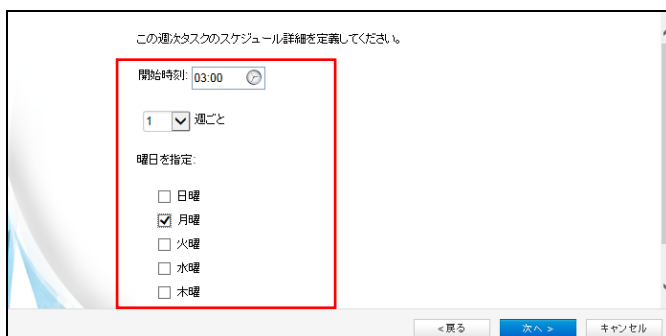 この週次タスクのスケジュール詳細を定義してください。
開始時刻: 03:00
1 週ごと
曜日を指定:
日曜
月曜
火曜
水曜
木曜
<戻る 次へ > キャンセル